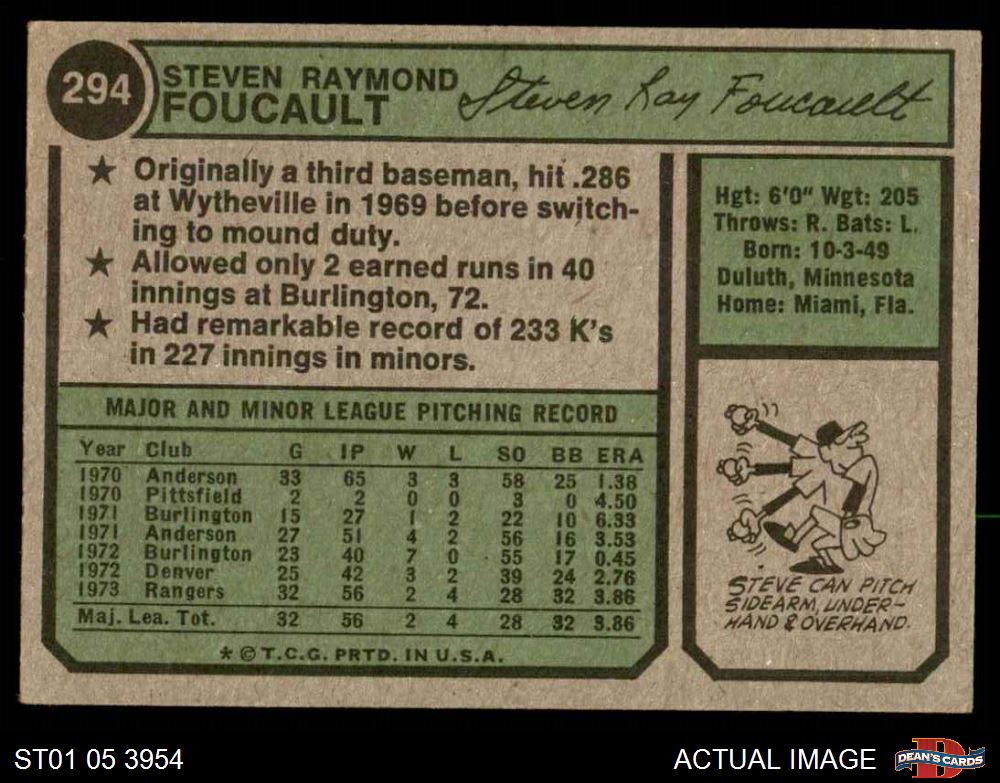 294
STEVEN RAYMOND
FOUCAULT
Steven Ray Foucault
★ Originally a third baseman, hit .286
at Wytheville in 1969 before switch-
ing to mound duty.
★ Allowed only 2 earned runs in 40
innings at Burlington, 72.
★ Had remarkable record of 233 K's
in 227 innings in minors.
Hgt: 6'0" Wgt: 205
Throws: R. Bats: L.
Born: 10-3-49
Duluth, Minnesota
Home: Miami, Fla.
MAJOR AND MINOR LEAGUE PITCHING RECORD
Year Club G IP W L SO BB ERA
1970 Anderson 33 65 3 3 58 25 1.38
1970 Pittsfield 2 2 0 0 3 0 4.50
1971 Burlington 15 27 1 2 22 10 6.33
1971 Anderson 27 51 4 2 56 16 3.53
1972 Burlington 23 40 7 0 55 17 0.45
1972 Denver 25 42 3 2 39 24 2.76
1973 Rangers 32 56 2 4 28 32 3.86
Maj. Lea. Tot. 32 56 2 4 28 32 3.86
* © T.C.G. PRTD. IN U.S.A.
STEVE CAN PITCH
SIDEARM, UNDER-
HAND & OVERHAND.
ST01 05 3954
ACTUAL IMAGE
D
DEAN'S CARDS